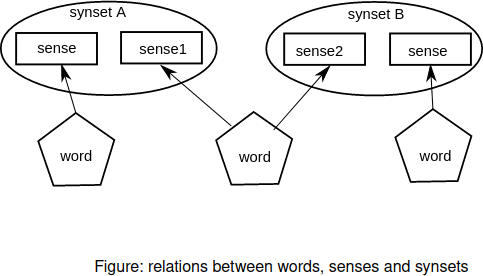 synset A
synset B
sense
sense1
sense2
sense
word
word
word
Figure: relations between words, senses and synsets